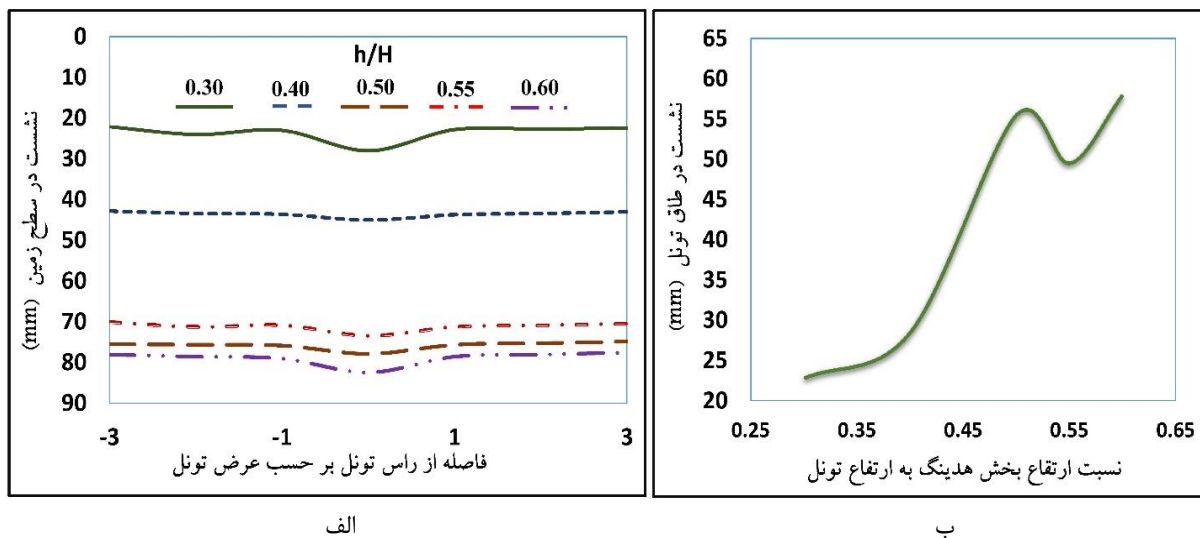 0
10
20
30
40
50
60
70
80
90
نشست در سطح زمین (mm)
h/H
0.30 0.40 0.50 0.55 0.60
-3 -1 1 3
فاصله از راس تونل بر حسب عرض تونل
الف
65
60
55
50
45
40
35
30
25
20
نشست در طاق تونل (mm)
0.25 0.35 0.45 0.55 0.65
نسبت ارتقاع بخش هدینگ به ارتفاع تونل
ب